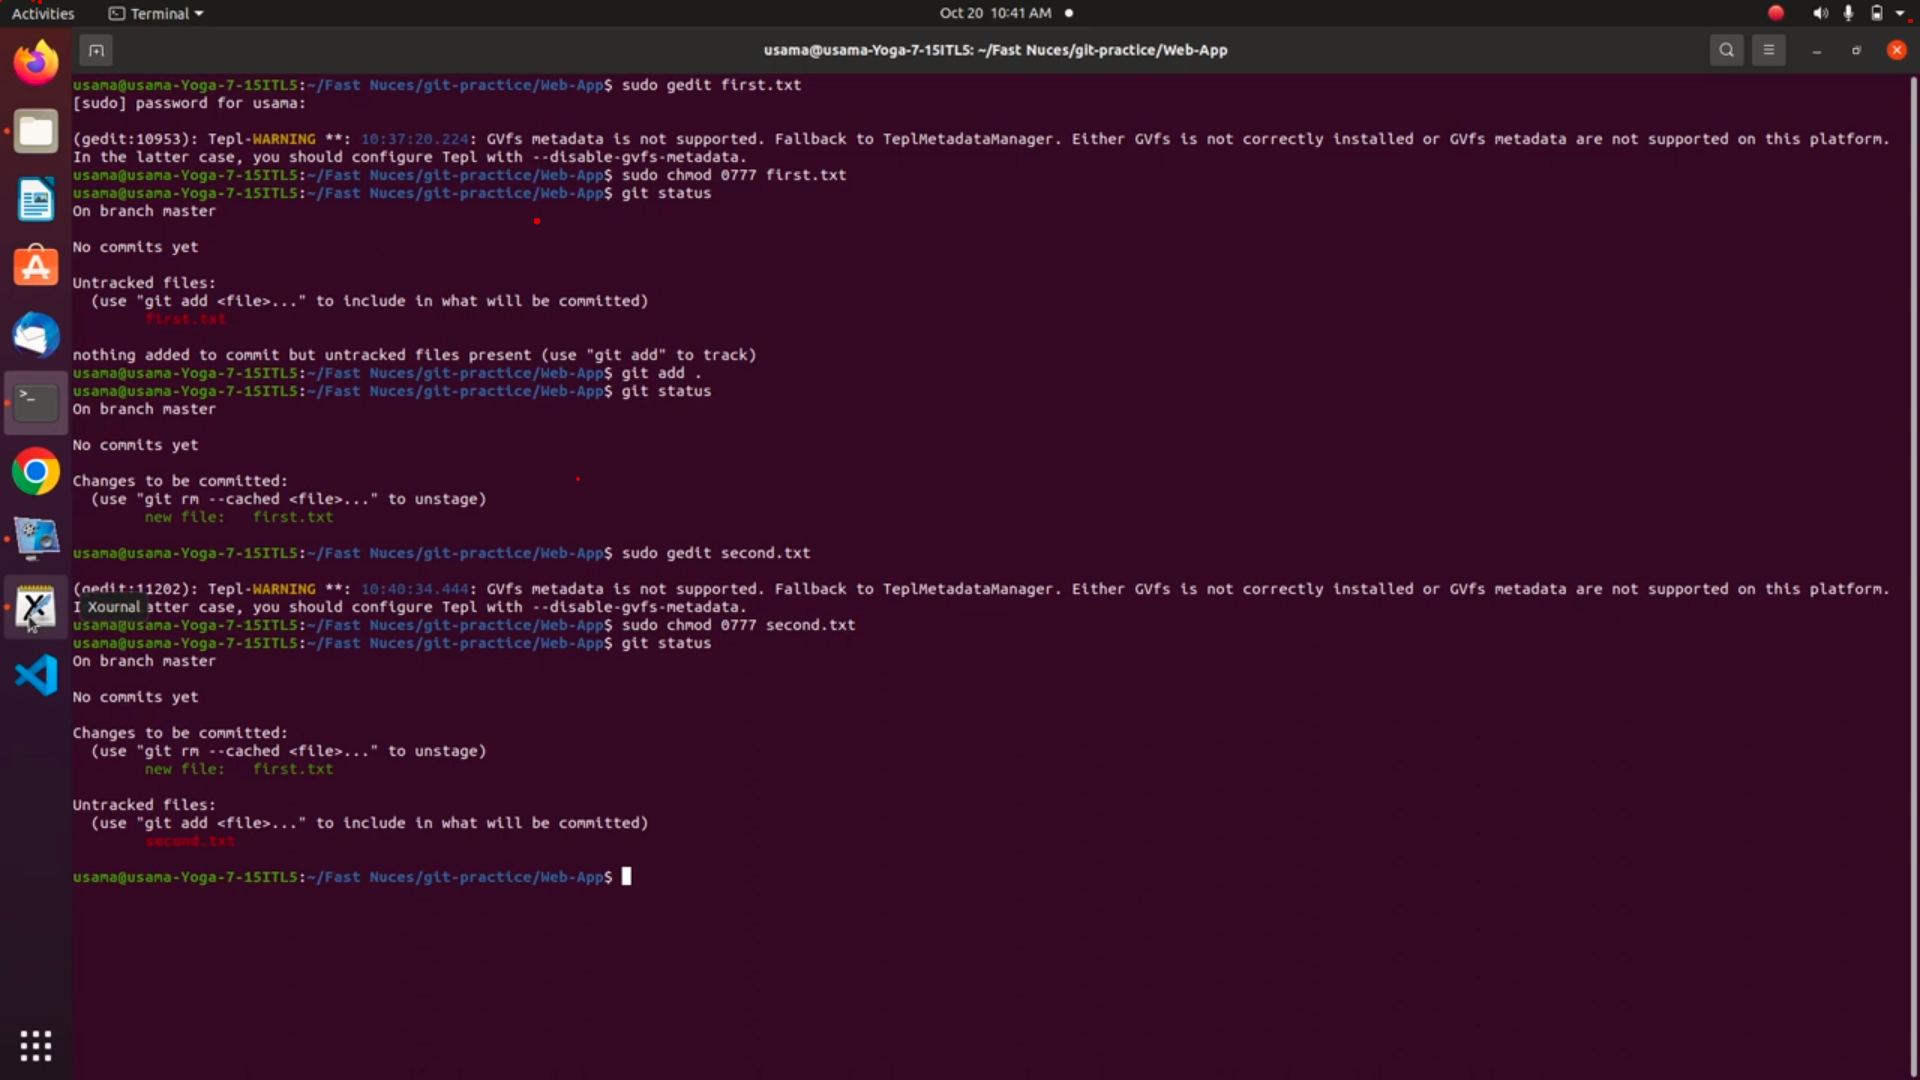 Activities
Terminal
Oct 20 10:41 AM
usama@usama-Yoga-7-15ITL5: ~/Fast Nuces/git-practice/Web-App
usama@usama-Yoga-7-15ITL5:~/Fast Nuces/git-practice/Web-App$ sudo gedit first.txt
[sudo] password for usama:
(gedit:10953): Tepl-WARNING **: 10:37:20.224: GVfs metadata is not supported. Fallback to TeplMetadataManager. Either GVfs is not correctly installed or GVfs metadata are not supported on this platform.
In the latter case, you should configure Tepl with --disable-gvfs-metadata.
usama@usama-Yoga-7-15ITL5:~/Fast Nuces/git-practice/Web-App$ sudo chmod 0777 first.txt
usama@usama-Yoga-7-15ITL5:~/Fast Nuces/git-practice/Web-App$ git status
On branch master
No commits yet
Untracked files:
(use "git add <file>..." to include in what will be committed)
first.txt
nothing added to commit but untracked files present (use "git add" to track)
usama@usama-Yoga-7-15ITL5:~/Fast Nuces/git-practice/Web-App$ git add .
usama@usama-Yoga-7-15ITL5:~/Fast Nuces/git-practice/Web-App$ git status
On branch master
No commits yet
Changes to be committed:
(use "git rm --cached <file>..." to unstage)
new file: first.txt
usama@usama-Yoga-7-15ITL5:~/Fast Nuces/git-practice/Web-App$ sudo gedit second.txt
(gedit:11202): Tepl-WARNING **: 10:40:34.444: GVfs metadata is not supported. Fallback to TeplMetadataManager. Either GVfs is not correctly installed or GVfs metadata are not supported on this platform.
I Xournal atter case, you should configure Tepl with --disable-gvfs-metadata.
usama@usama-Yoga-7-15ITL5:~/Fast Nuces/git-practice/Web-App$ sudo chmod 0777 second.txt
usama@usama-Yoga-7-15ITL5:~/Fast Nuces/git-practice/Web-App$ git status
On branch master
No commits yet
Changes to be committed:
(use "git rm --cached <file>..." to unstage)
new file: first.txt
Untracked files:
(use "git add <file>..." to include in what will be committed)
second.txt
usama@usama-Yoga-7-15ITL5:~/Fast Nuces/git-practice/Web-App$